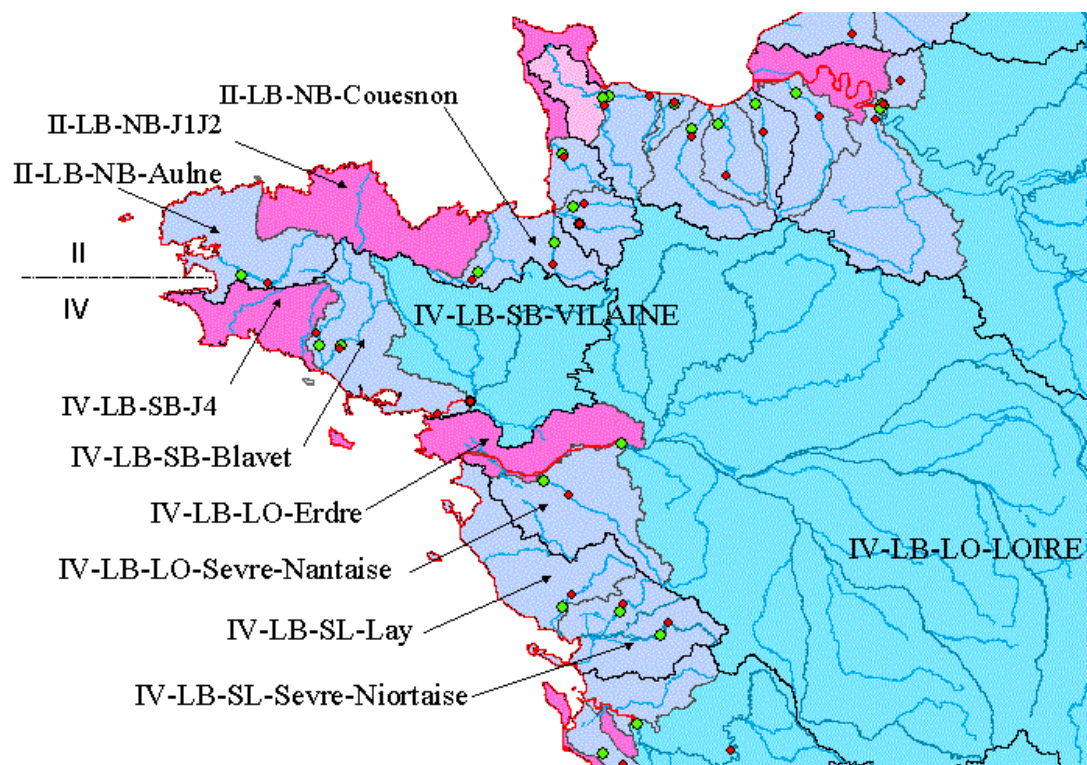 II-LB-NB-Couesnon
II-LB-NB-J1J2
II-LB-NB-Aulne
II
IV
IV-LB-SB-VILAINE
IV-LB-SB-J4
IV-LB-SB-Blavet
IV-LB-LO-Erdre
IV-LB-LO-LOIRE
IV-LB-LO-Sevre-Nantaise
IV-LB-SL-Lay
IV-LB-SL-Sevre-Niortaise